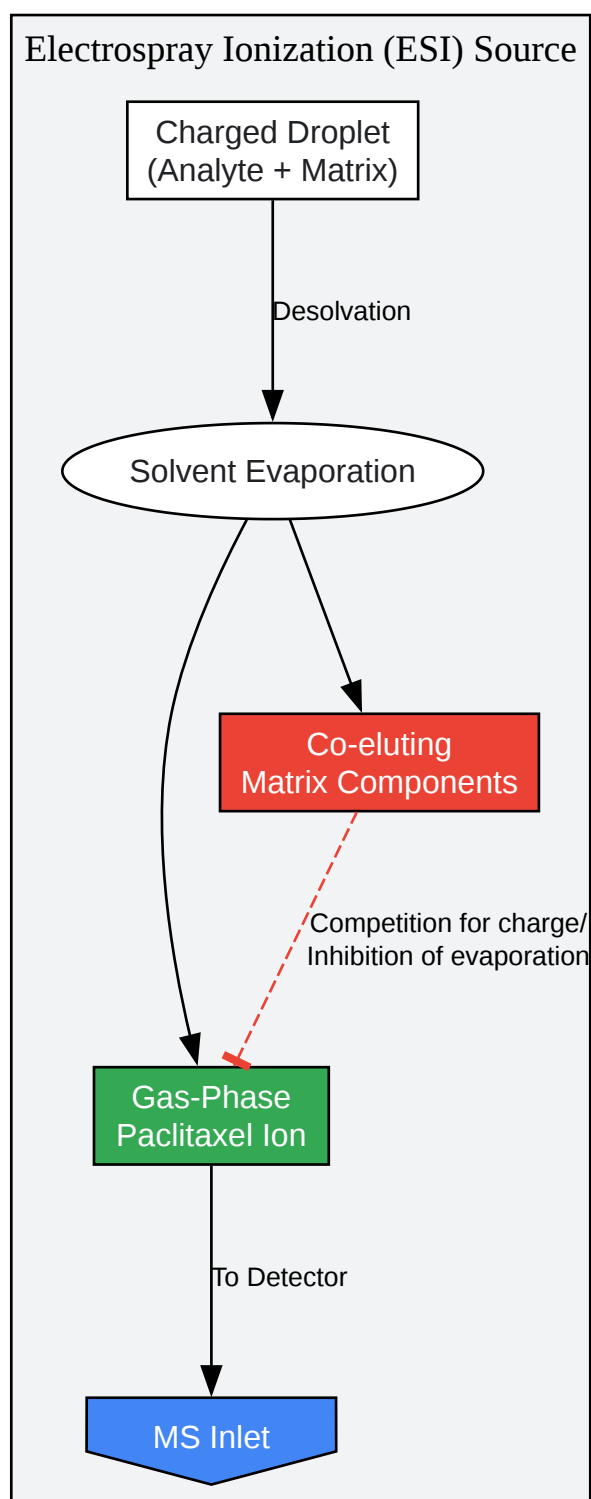 Electrospray Ionization (ESI) Source
Charged Droplet
(Analyte + Matrix)
Desolvation
Solvent Evaporation
Co-eluting
Matrix Components
Competition for charge/
Inhibition of evaporation
Gas-Phase
Paclitaxel Ion
To Detector
MS Inlet